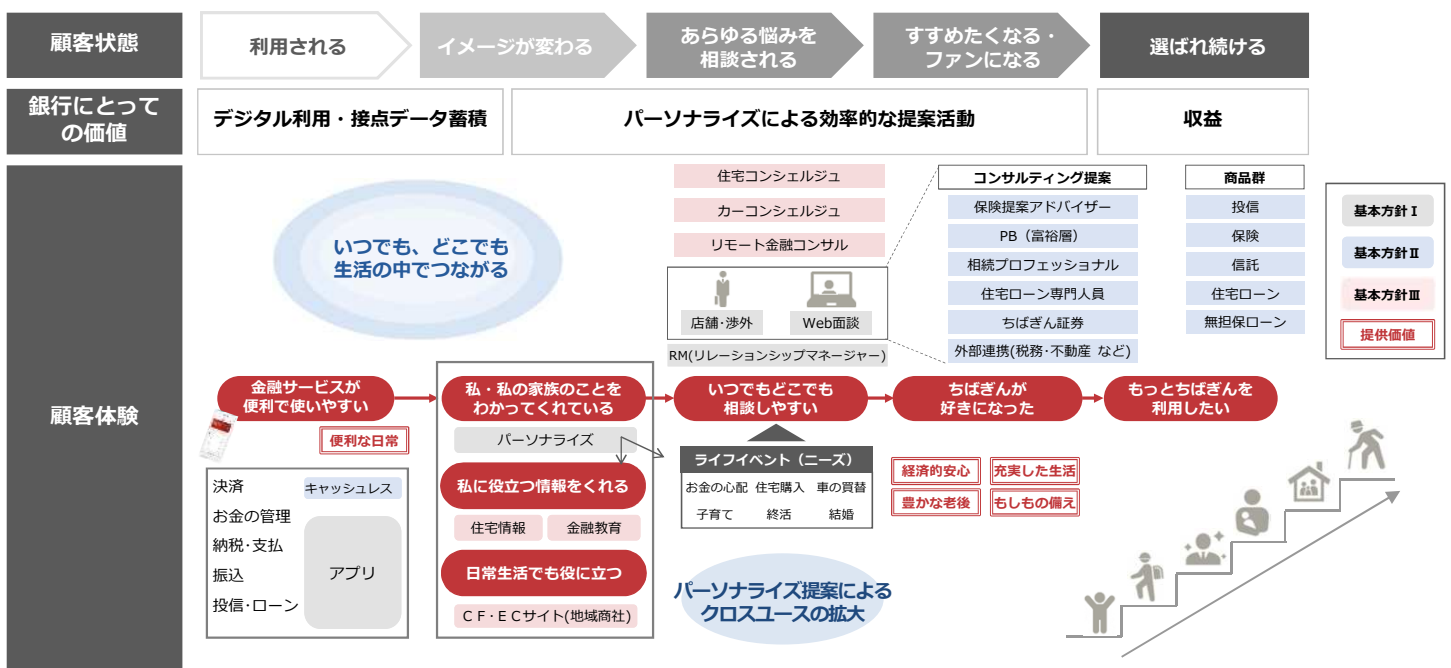 顧客状態
利用される
イメージが変わる
あらゆる悩みを
相談される
すすめたくなる・
ファンになる
選ばれ続ける
銀行にとって
の価値
デジタル利用・接点データ蓄積
パーソナライズによる効率的な提案活動
収益
顧客体験
いつでも、どこでも
生活の中でつながる
住宅コンシェルジュ
カーコンシェルジュ
リモート金融コンサル
店舗・渉外
Web面談
RM(リレーションシップマネージャー)
コンサルティング提案
保険提案アドバイザー
PB（富裕層）
相続プロフェッショナル
住宅ローン専門人員
ちばぎん証券
外部連携(税務・不動産 など)
商品群
投信
保険
信託
住宅ローン
無担保ローン
基本方針Ⅰ
基本方針Ⅱ
基本方針Ⅲ
提供価値
金融サービスが
便利で使いやすい
私・私の家族のことを
わかってくれている
いつでもどこでも
相談しやすい
ちばぎんが
好きになった
もっとちばぎんを
利用したい
便利な日常
決済
キャッシュレス
お金の管理
納税・支払
振込
投信・ローン
アプリ
パーソナライズ
私に役立つ情報をくれる
住宅情報
金融教育
日常生活でも役に立つ
ＣＦ・ＥＣサイト(地域商社)
ライフイベント（ニーズ）
お金の心配 住宅購入 車の買替
子育て 終活 結婚
経済的安心
充実した生活
豊かな老後
もしもの備え
パーソナライズ提案による
クロスユースの拡大